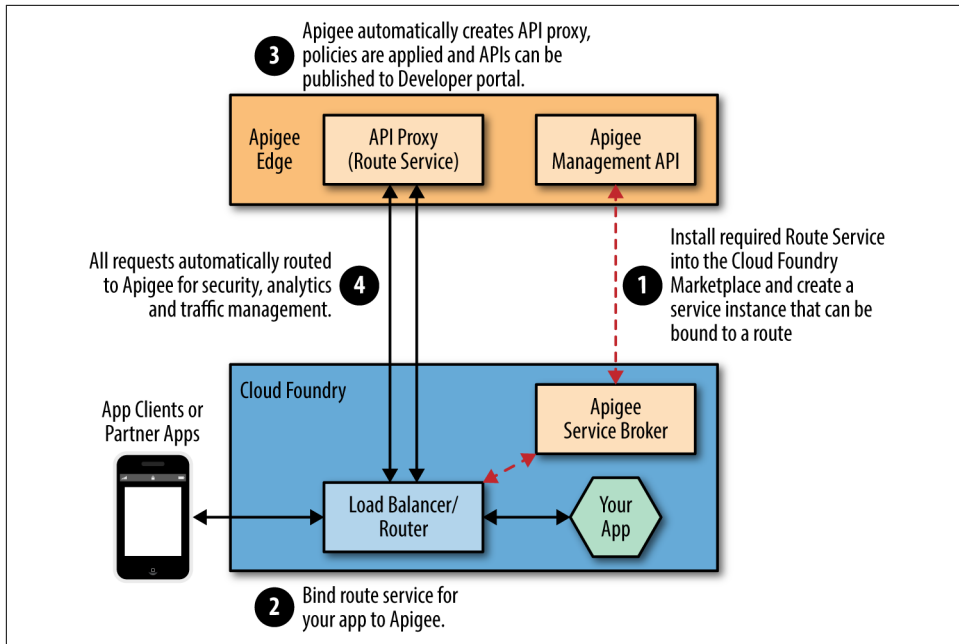 3
Apigee automatically creates API proxy,
policies are applied and APIs can be
published to Developer portal.
Apigee
Edge
API Proxy
(Route Service)
Apigee
Management API
All requests automatically routed
to Apigee for security, analytics
and traffic management.
4
1
Install required Route Service
into the Cloud Foundry
Marketplace and create a
service instance that can be
bound to a route
Cloud Foundry
Apigee
Service Broker
App Clients or
Partner Apps
Load Balancer/
Router
Your
App
2
Bind route service for
your app to Apigee.